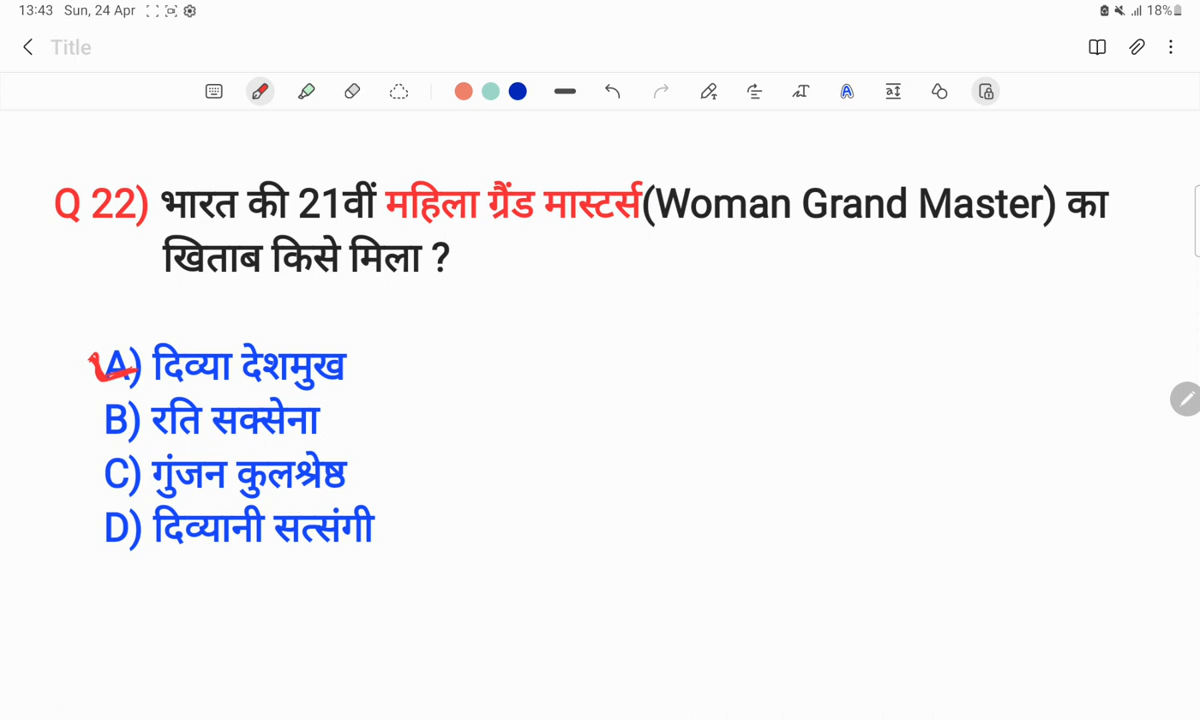 13:43 Sun, 24 Apr 18%
Title
Q 22) भारत की 21वीं महिला ग्रैंड मास्टर्स(Woman Grand Master) का
खिताब किसे मिला ?
A) दिव्या देशमुख
B) रति सक्सेना
C) गुंजन कुलश्रेष्ठ
D) दिव्यानी सत्संगी